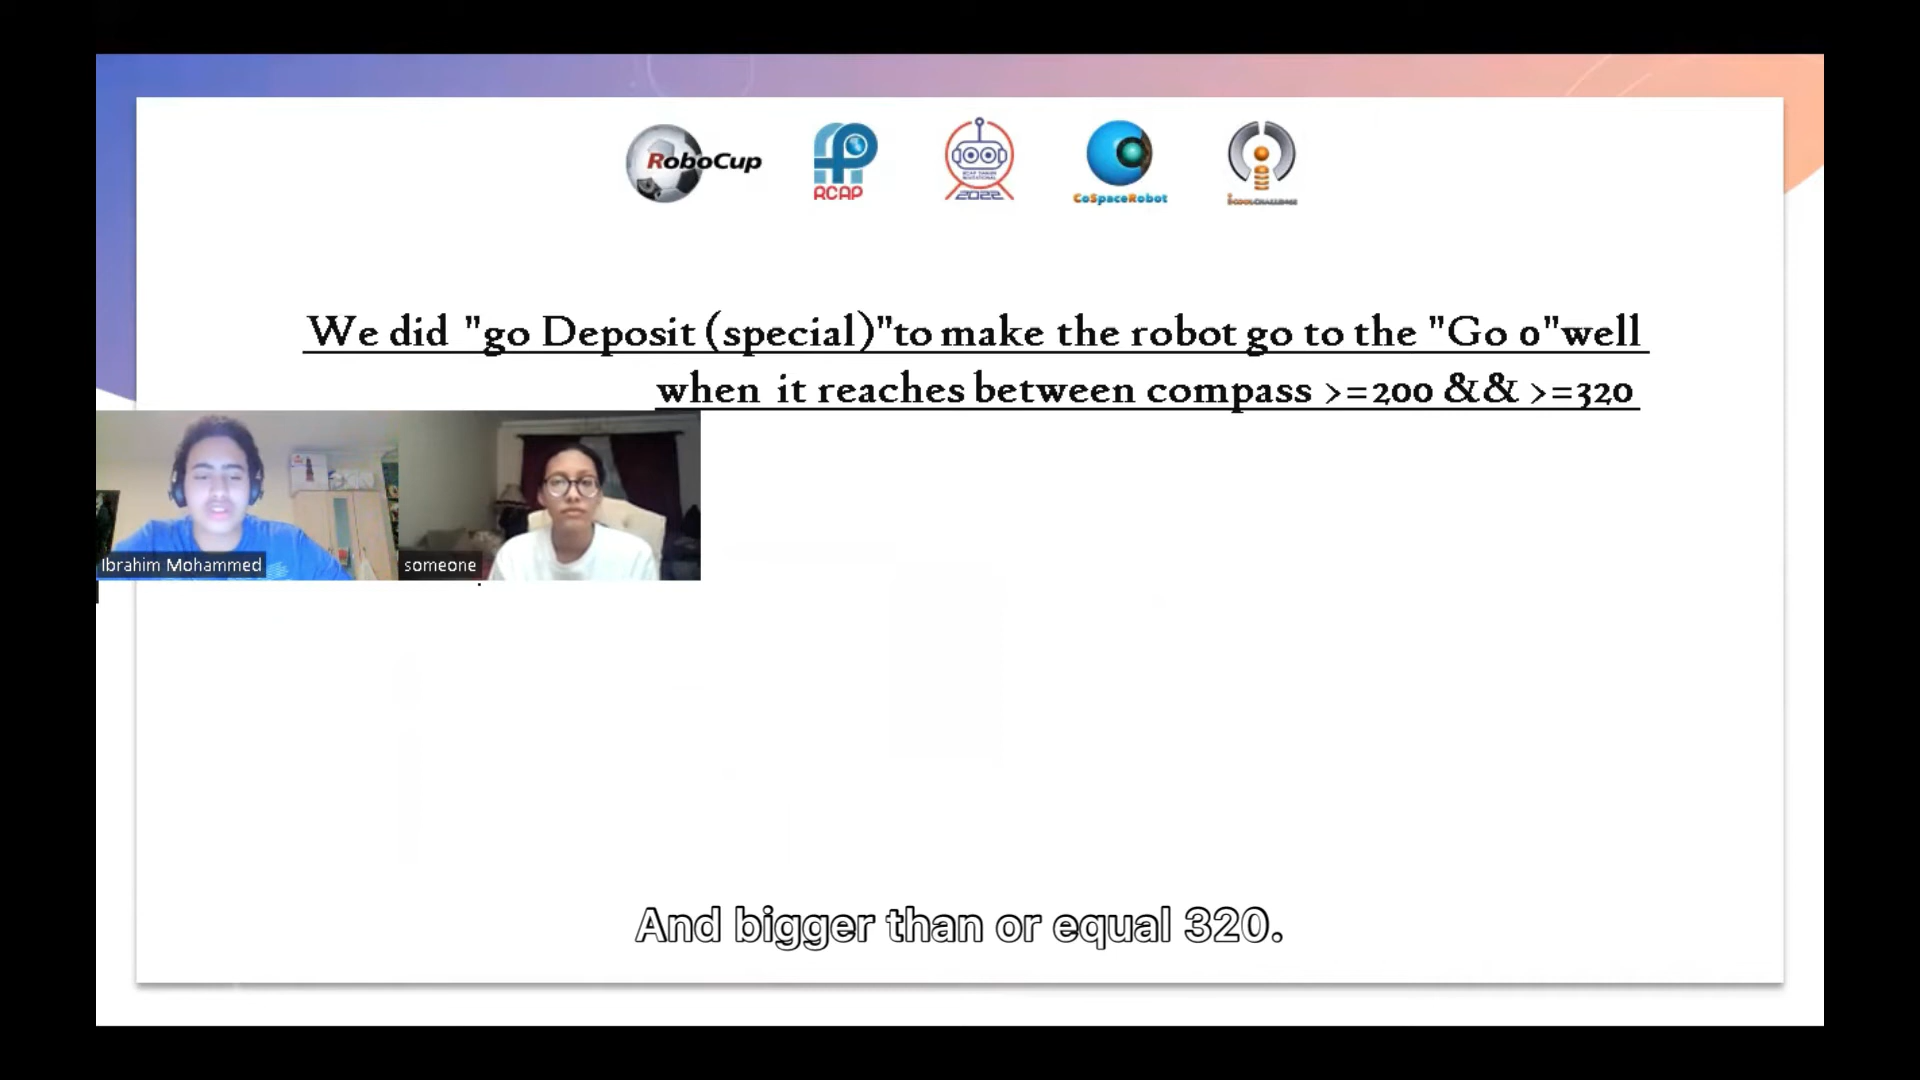 RoboCup
RCAP
2022
CoSpaceRobot
We did "go Deposit (special)"to make the robot go to the "Go 0"well
when it reaches between compass >=200 && >=320
Ibrahim Mohammed
someone
And bigger than or equal 320.